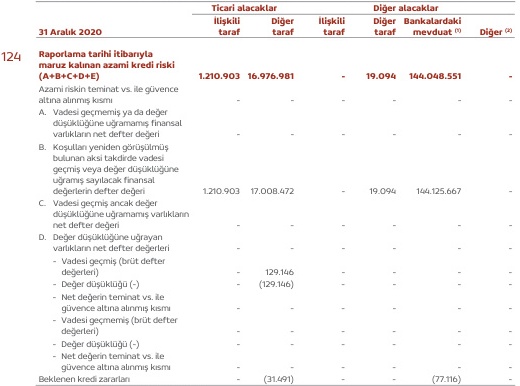 Ticari alacaklar Diğer alacaklar
İlişkili Diğer İlişkili Diğer Bankalardaki
31 Aralık 2020 taraf taraf taraf taraf mevduat (1) Diğer (2)
124
Raporlama tarihi itibarıyla
maruz kalınan azami kredi riski
(A+B+C+D+E) 1.210.903 16.976.981 - 19.094 144.048.551 -
Azami riskin teminat vs. ile güvence
altına alınmış kısmı - - - - - -
A. Vadesi geçmemiş ya da değer
düşüklüğüne uğramamış finansal
varlıkların net defter değeri - - - - - -
B. Koşulları yeniden görüşülmüş
bulunan aksi takdirde vadesi
geçmiş veya değer düşüklüğüne
uğramış sayılacak finansal
değerlerin defter değeri 1.210.903 17.008.472 - 19.094 144.125.667 -
C. Vadesi geçmiş ancak değer
düşüklüğüne uğramamış varlıkların
net defter değeri - - - - - -
D. Değer düşüklüğüne uğrayan
varlıkların net defter değerleri - - - - - -
- Vadesi geçmiş (brüt defter
değerleri) - 129.146 - - - -
- Değer düşüklüğü (-) - (129.146) - - - -
- Net değerin teminat vs. ile
güvence altına alınmış kısmı - - - - - -
- Vadesi geçmemiş (brüt defter
değerleri) - - - - - -
- Değer düşüklüğü (-) - - - - - -
- Net değerin teminat vs. ile
güvence altına alınmış kısmı - - - - - -
Beklenen kredi zararları - (31.491) - - (77.116) -